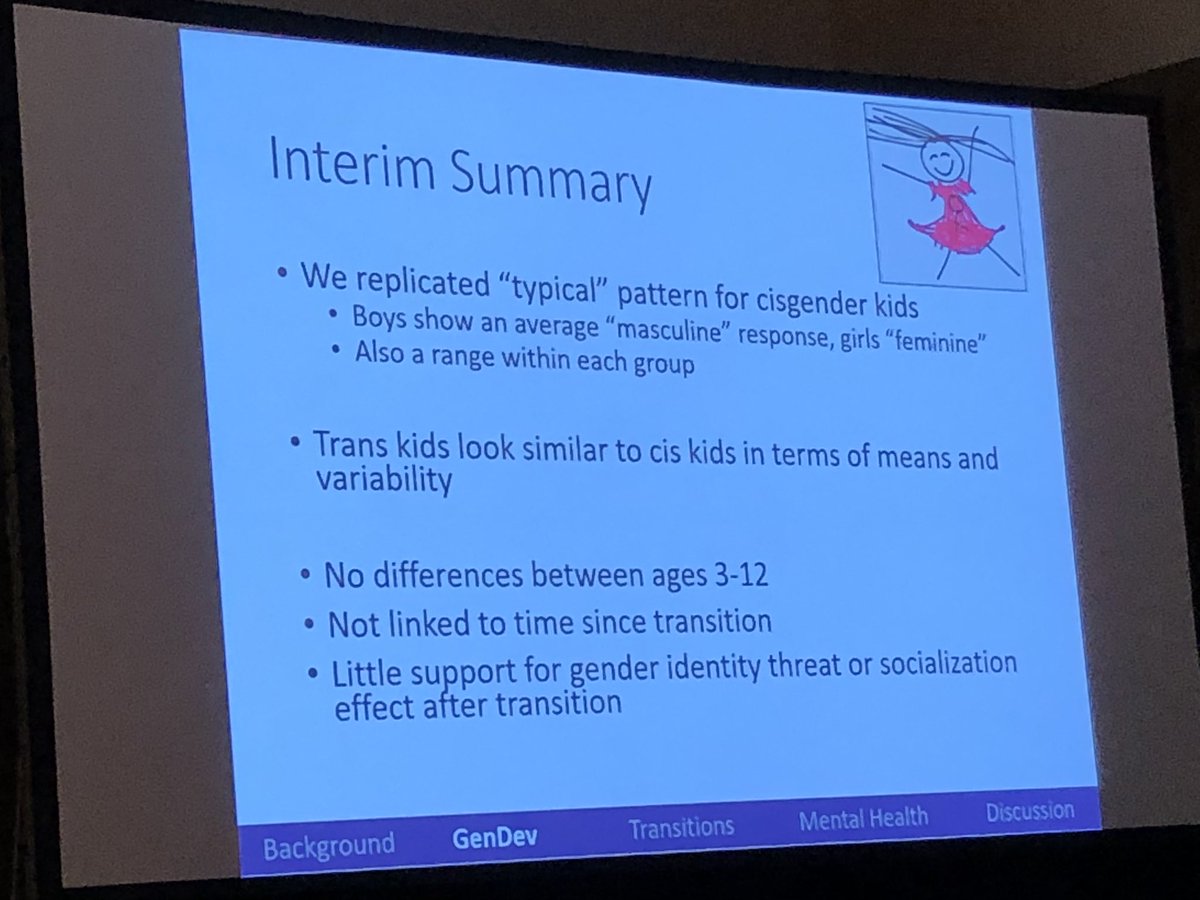 Interim Summary
• We replicated “typical” pattern for cisgender kids
• Boys show an average “masculine” response, girls “feminine”
• Also a range within each group
• Trans kids look similar to cis kids in terms of means and
variability
• No differences between ages 3-12
• Not linked to time since transition
• Little support for gender identity threat or socialization
effect after transition
Background GenDev Transitions Mental Health Discussion